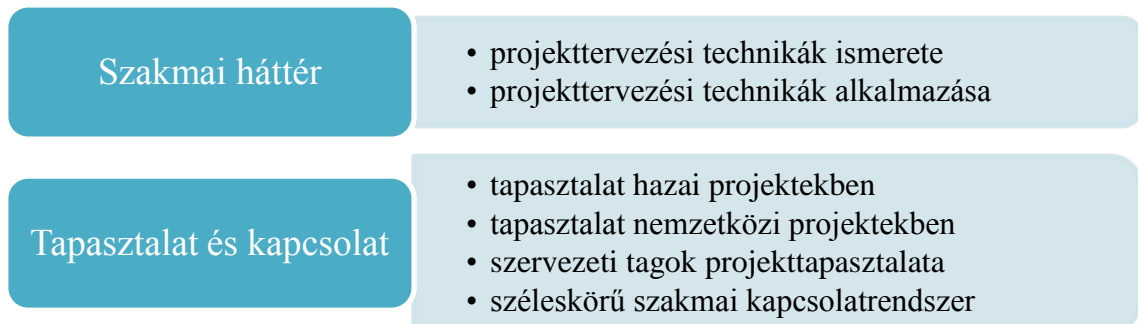 Szakmai háttér
• projekttervezési technikák ismerete
• projekttervezési technikák alkalmazása
Tapasztalat és kapcsolat
• tapasztalat hazai projektekben
• tapasztalat nemzetközi projektekben
• szervezeti tagok projekttapasztalata
• széleskörű szakmai kapcsolatrendszer